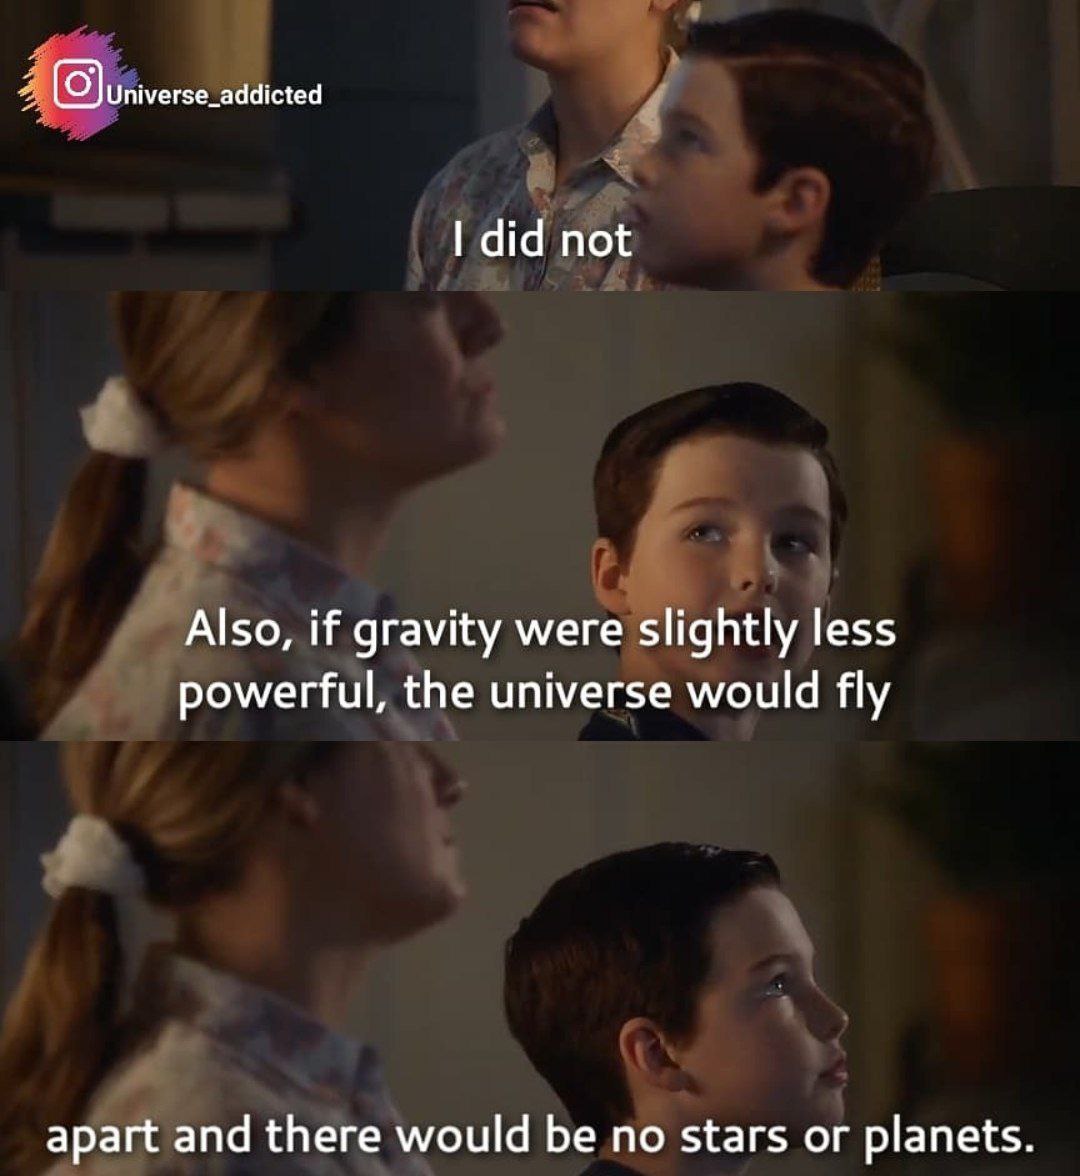 Universe_addicted
I did not
Also, if gravity were slightly less
powerful, the universe would fly
apart and there would be no stars or planets.